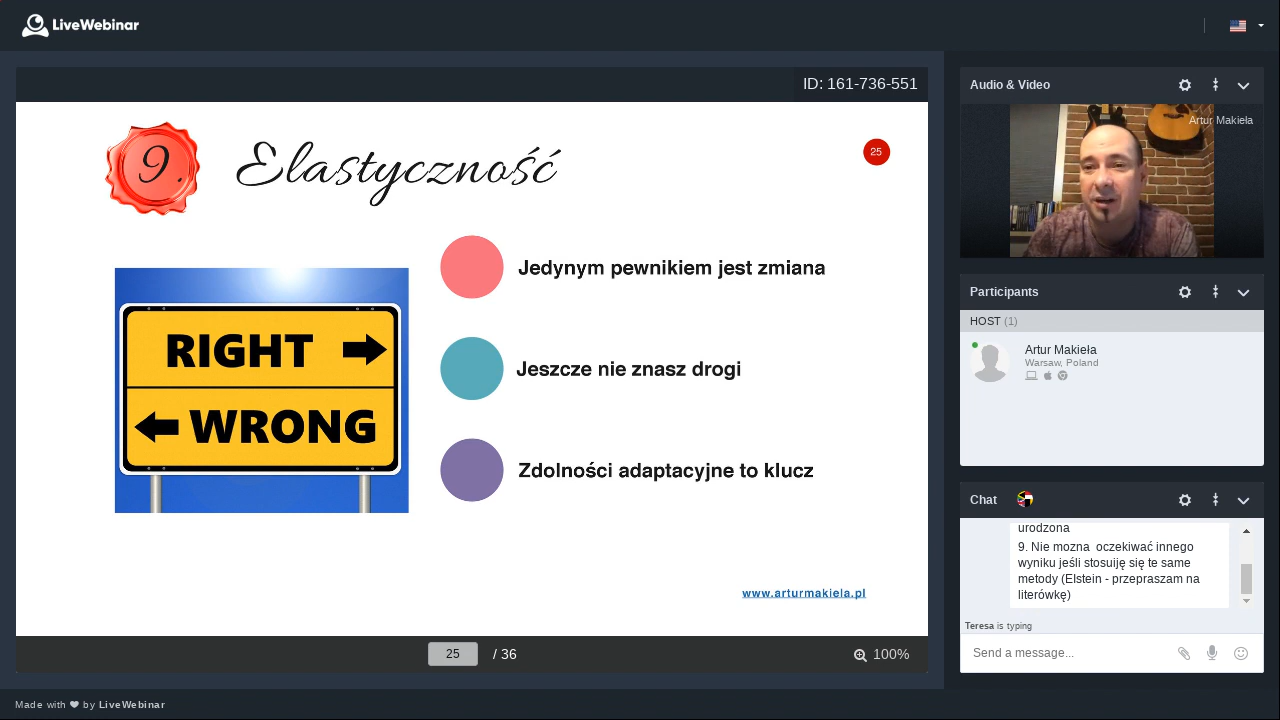 LiveWebinar
ID: 161-736-551
9.
Elastyczność
25
RIGHT
WRONG
Jedynym pewnikiem jest zmiana
Jeszcze nie znasz drogi
Zdolności adaptacyjne to klucz
www.arturmakiela.pl
25 / 36
100%
Audio & Video
Artur Makieła
Participants
HOST (1)
Artur Makieła
Warsaw, Poland
Chat
urodzona
9. Nie mozna oczekiwać innego
wyniku jeśli stosuiję się te same
metody (EIstein - przepraszam na
literówkę)
Teresa is typing
Send a message...
Made with by LiveWebinar